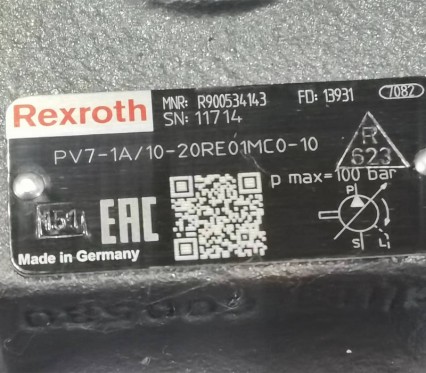 Rexroth
MNR: R900534143 FD: 13931 7082
SN: 11714
PV7-1A/10-20RE01MC0-10
R
623
p max=100 bar
P
S Li
EAC
Made in Germany